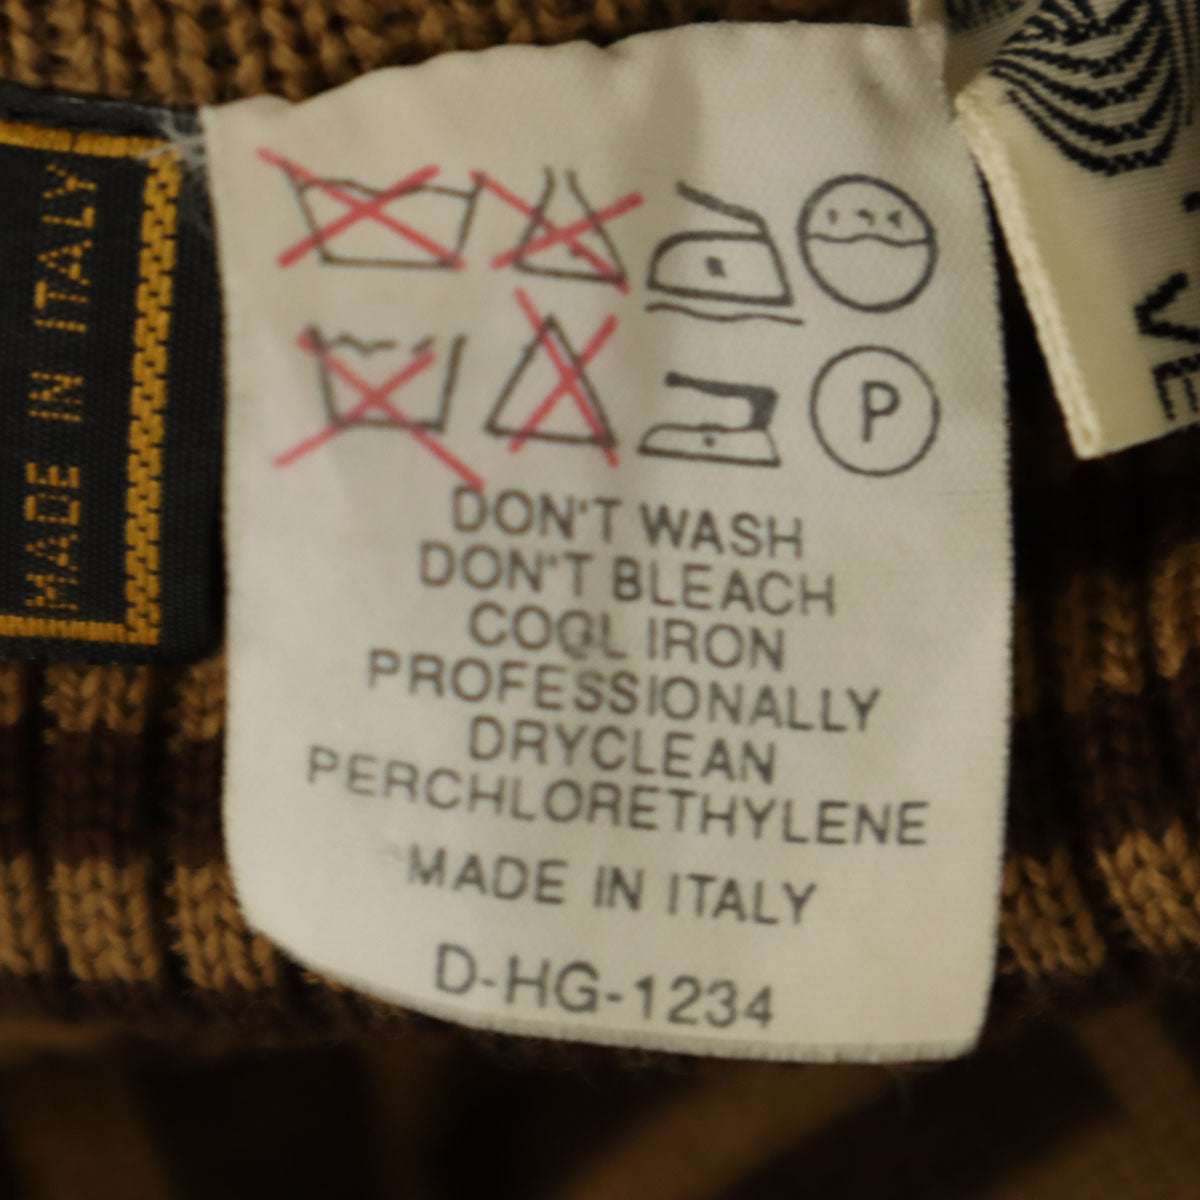 MADE IN ITALY
P
DON'T WASH
DON'T BLEACH
COOL IRON
PROFESSIONALLY
DRYCLEAN
PERCHLORETHYLENE
MADE IN ITALY
D-HG-1234